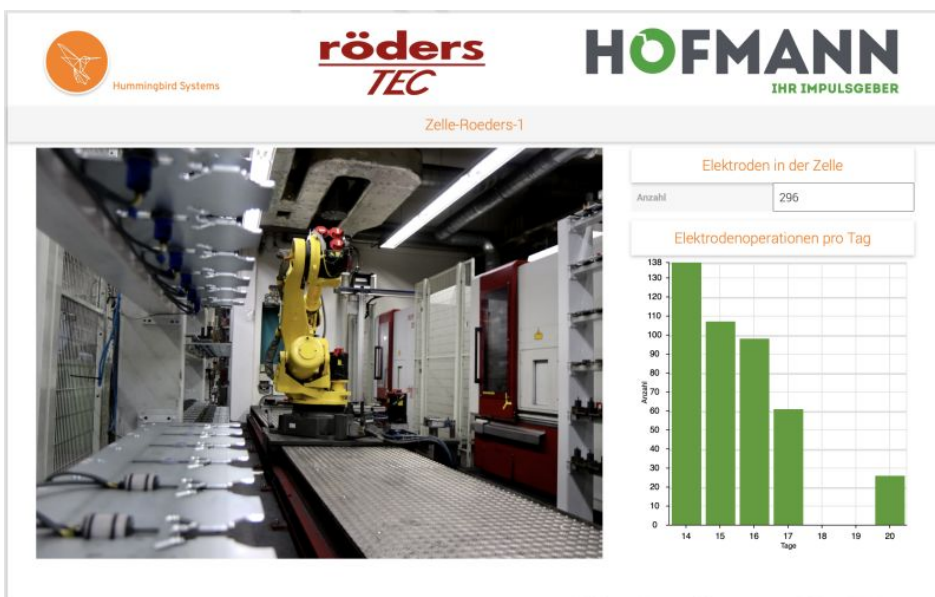 Hummingbird Systems
röders
TEC
HOFMANN
IHR IMPULSGEBER
Zelle-Roeders-1
Elektroden in der Zelle
Anzahl
296
Elektrodenoperationen pro Tag
138
130
120
110
100
90
80
70
60
50
40
30
20
10
0
Anzahl
14 15 16 17 18 19 20
Tage